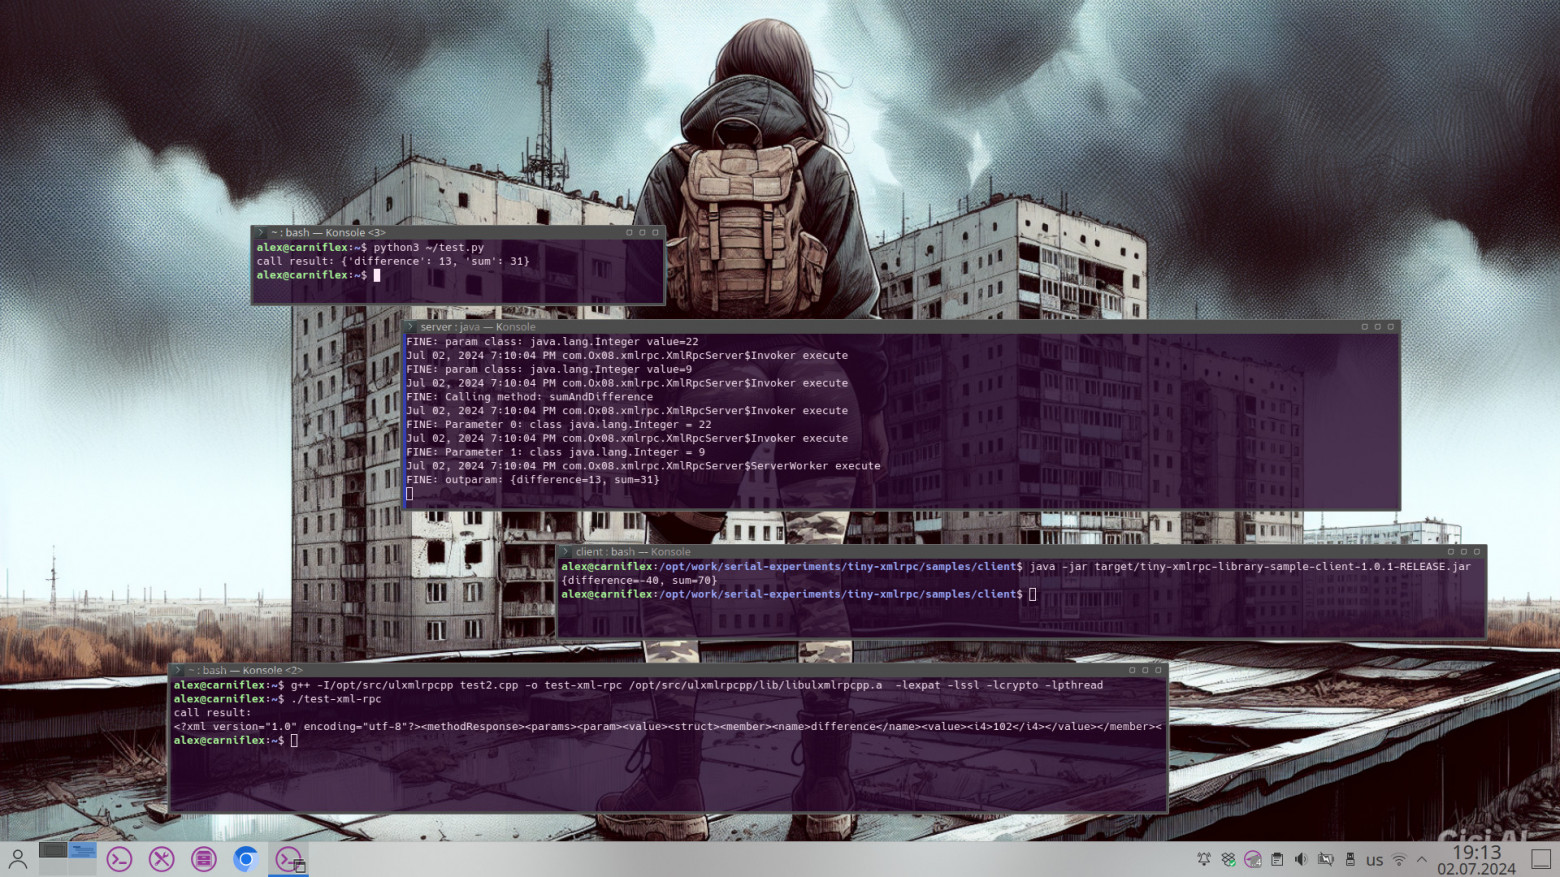 ~ : bash — Konsole <3>
alex@carniflex:~$ python3 ~/test.py
call result: {'difference': 13, 'sum': 31}
alex@carniflex:~$
server : java — Konsole
FINE: param class: java.lang.Integer value=22
Jul 02, 2024 7:10:04 PM com.Ox08.xmlrpc.XmlRpcServer$Invoker execute
FINE: param class: java.lang.Integer value=9
Jul 02, 2024 7:10:04 PM com.Ox08.xmlrpc.XmlRpcServer$Invoker execute
FINE: Calling method: sumAndDifference
Jul 02, 2024 7:10:04 PM com.Ox08.xmlrpc.XmlRpcServer$Invoker execute
FINE: Parameter 0: class java.lang.Integer = 22
Jul 02, 2024 7:10:04 PM com.Ox08.xmlrpc.XmlRpcServer$Invoker execute
FINE: Parameter 1: class java.lang.Integer = 9
Jul 02, 2024 7:10:04 PM com.Ox08.xmlrpc.XmlRpcServer$ServerWorker execute
FINE: outparam: {difference=13, sum=31}
client : bash — Konsole
alex@carniflex:/opt/work/serial-experiments/tiny-xmlrpc/samples/client$ java -jar target/tiny-xmlrpc-library-sample-client-1.0.1-RELEASE.jar
{difference=-40, sum=70}
alex@carniflex:/opt/work/serial-experiments/tiny-xmlrpc/samples/client$
~ : bash — Konsole <2>
alex@carniflex:~$ g++ -I/opt/src/ulxmlrpcpp test2.cpp -o test-xml-rpc /opt/src/ulxmlrpcpp/lib/libulxmlrpcpp.a  -lexpat -lssl -lcrypto -lpthread
alex@carniflex:~$ ./test-xml-rpc
call result:
<?xml version="1.0" encoding="utf-8"?><methodResponse><params><param><value><struct><member><name>difference</name><value><i4>102</i4></value></member><
alex@carniflex:~$
us
19:13
02.07.2024